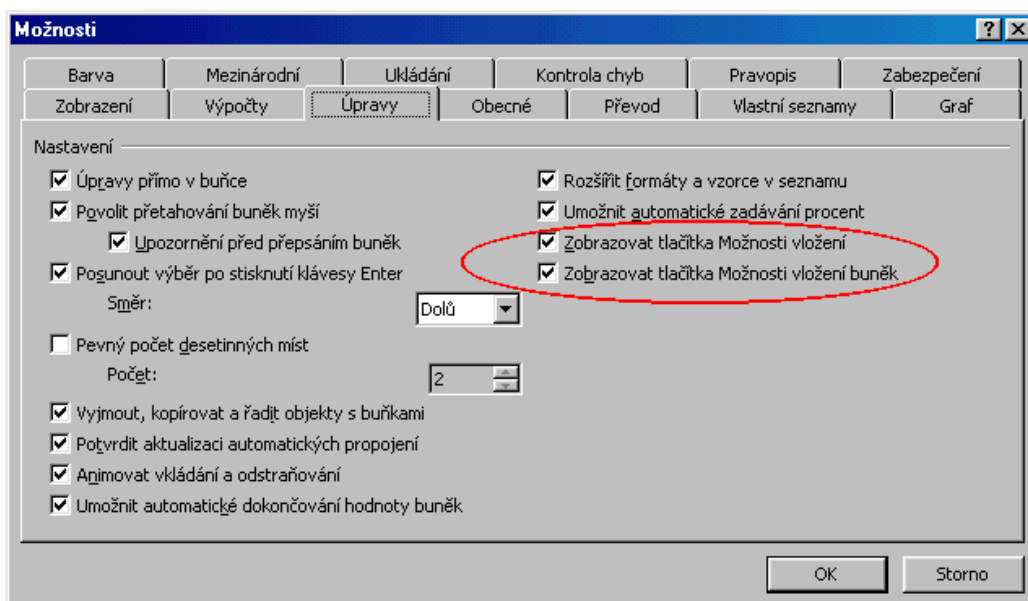 Možnosti
Barva Mezinárodní Ukládání Kontrola chyb Pravopis Zabezpečení
Zobrazení Výpočty Úpravy Obecné Převod Vlastní seznamy Graf
Nastavení
Úpravy přímo v buňce
Povolit přetahování buněk myší
Upozornění před přepsáním buněk
Posunout výběr po stisknutí klávesy Enter
Směr: Dolů
Pevný počet desetinných míst
Počet: 2
Vyjmout, kopírovat a řadit objekty s buňkami
Potvrdit aktualizaci automatických propojení
Animovat vkládání a odstraňování
Umožnit automatické dokončování hodnoty buněk
Rozšířit formáty a vzorce v seznamu
Umožnit automatické zadávání procent
Zobrazovat tlačítka Možnosti vložení
Zobrazovat tlačítka Možnosti vložení buněk
OK Storno